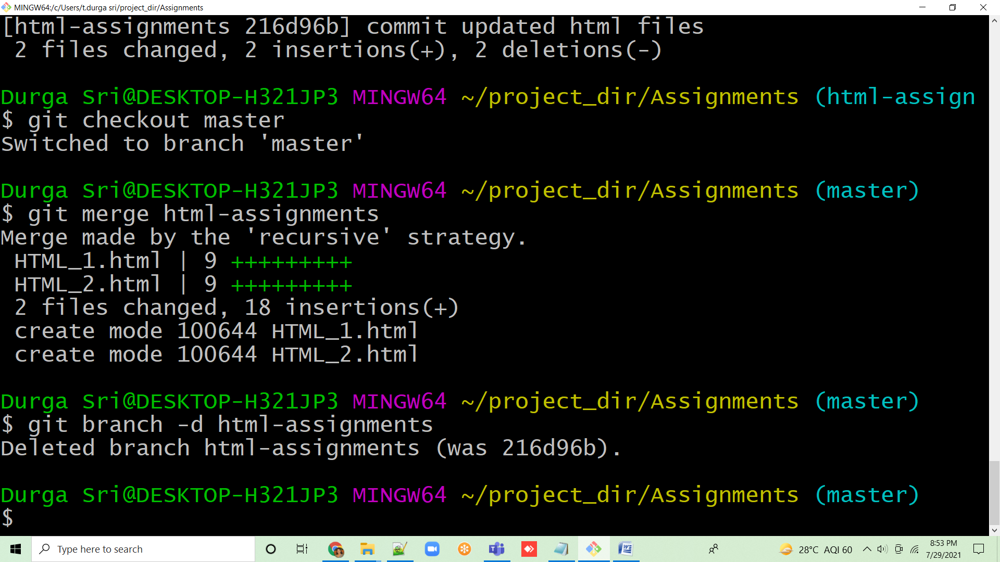 MINGW64:/c/Users/t.durga sri/project_dir/Assignments
[html-assignments 216d96b] commit updated html files
 2 files changed, 2 insertions(+), 2 deletions(-)
Durga Sri@DESKTOP-H321JP3 MINGW64 ~/project_dir/Assignments (html-assign
$ git checkout master
Switched to branch 'master'
Durga Sri@DESKTOP-H321JP3 MINGW64 ~/project_dir/Assignments (master)
$ git merge html-assignments
Merge made by the 'recursive' strategy.
 HTML_1.html | 9 +++++++++
 HTML_2.html | 9 +++++++++
 2 files changed, 18 insertions(+)
 create mode 100644 HTML_1.html
 create mode 100644 HTML_2.html
Durga Sri@DESKTOP-H321JP3 MINGW64 ~/project_dir/Assignments (master)
$ git branch -d html-assignments
Deleted branch html-assignments (was 216d96b).
Durga Sri@DESKTOP-H321JP3 MINGW64 ~/project_dir/Assignments (master)
$
Type here to search
28°C AQI 60
8:53 PM
7/29/2021